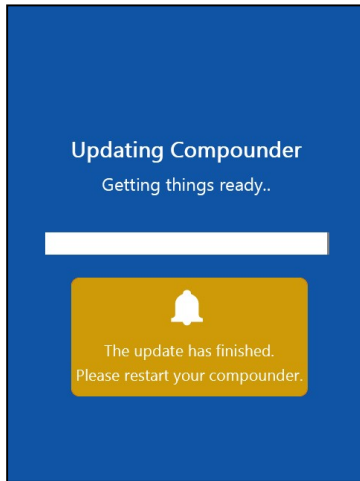 Updating Compounder
Getting things ready..
The update has finished.
Please restart your compounder.